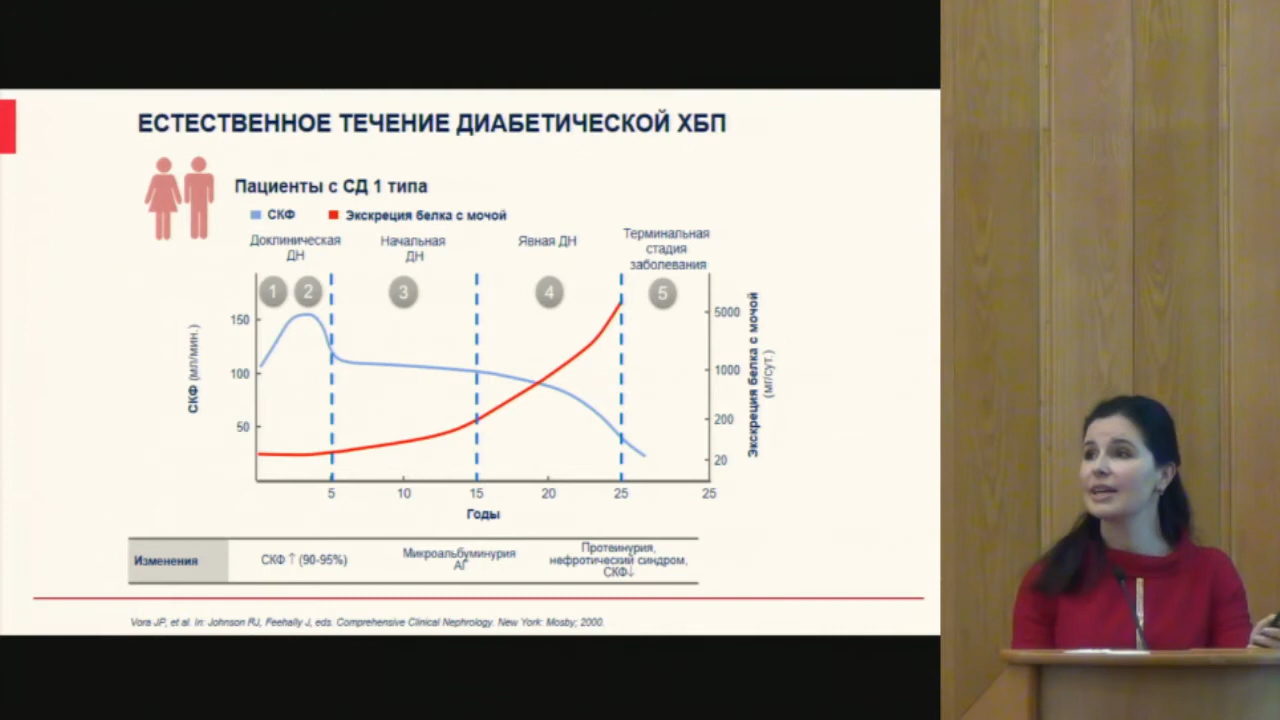 ЕСТЕСТВЕННОЕ ТЕЧЕНИЕ ДИАБЕТИЧЕСКОЙ ХБП
Пациенты с СД 1 типа
СКФ
Экскреция белка с мочой
Доклиническая
ДН
Начальная
ДН
Явная ДН
Терминальная
стадия
заболевания
1
2
3
4
5
СКФ (мл/мин.)
150
100
50
5000
1000
200
20
Экскреция белка с мочой
(мг/сут.)
5
10
15
20
25
25
Годы
Изменения
СКФ ↑ (90-95%)
Микроальбуминурия
АГ
Протеинурия,
нефротический синдром,
СКФ↓
Vora JP, et al. In: Johnson RJ, Feehally J, eds. Comprehensive Clinical Nephrology. New York: Mosby; 2000.